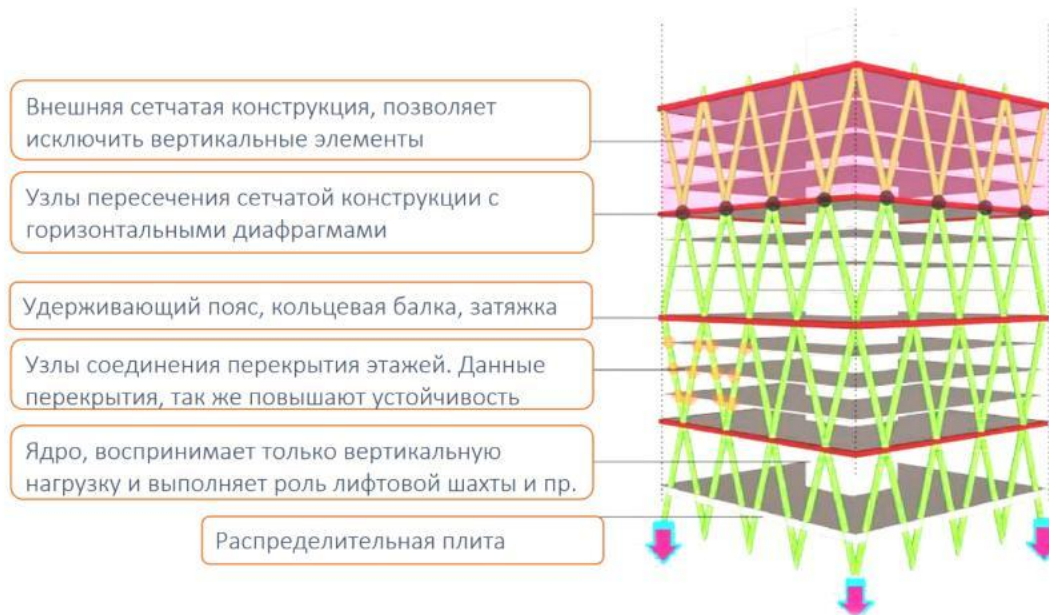 Внешняя сетчатая конструкция, позволяет
исключить вертикальные элементы
Узлы пересечения сетчатой конструкции с
горизонтальными диафрагмами
Удерживающий пояс, кольцевая балка, затяжка
Узлы соединения перекрытия этажей. Данные
перекрытия, так же повышают устойчивость
Ядро, воспринимает только вертикальную
нагрузку и выполняет роль лифтовой шахты и пр.
Распределительная плита